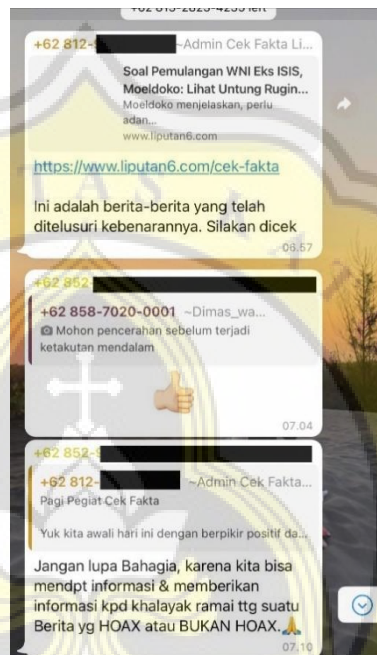 +62 812- ~Admin Cek Fakta Li...
Soal Pemulangan WNI Eks ISIS,
Moeldoko: Lihat Untung Rugin...
Moeldoko menjelaskan, perlu
adan...
www.liputan6.com
https://www.liputan6.com/cek-fakta
Ini adalah berita-berita yang telah
ditelusuri kebenarannya. Silakan dicek
06.57
+62 852-
+62 858-7020-0001 ~Dimas_wa...
Mohon pencerahan sebelum terjadi
ketakutan mendalam
07.04
+62 852-9
+62 812- ~Admin Cek Fakta...
Pagi Pegiat Cek Fakta
Yuk kita awali hari ini dengan berpikir positif da...
Jangan lupa Bahagia, karena kita bisa
mendpt informasi & memberikan
informasi kpd khalayak ramai ttg suatu
Berita yg HOAX atau BUKAN HOAX.🙏
07.10